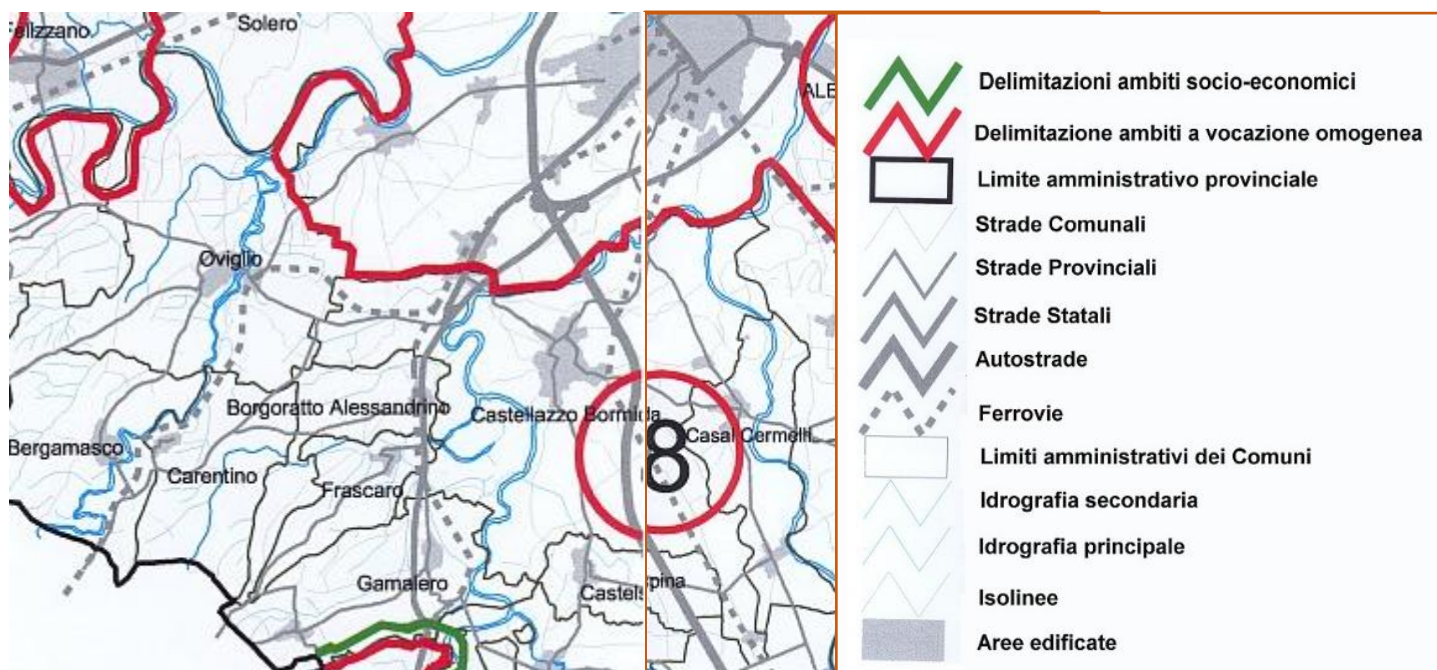 Solero
Oviglio
Borgoratto Alessandrino
Castellazzo Bormida
Casal Cermelli
8
Bergamasco
Carentino
Frascaro
Gamalero
Delimitazioni ambiti socio-economici
Delimitazione ambiti a vocazione omogenea
Limite amministrativo provinciale
Strade Comunali
Strade Provinciali
Strade Statali
Autostrade
Ferrovie
Limiti amministrativi dei Comuni
Idrografia secondaria
Idrografia principale
Isolinee
Aree edificate